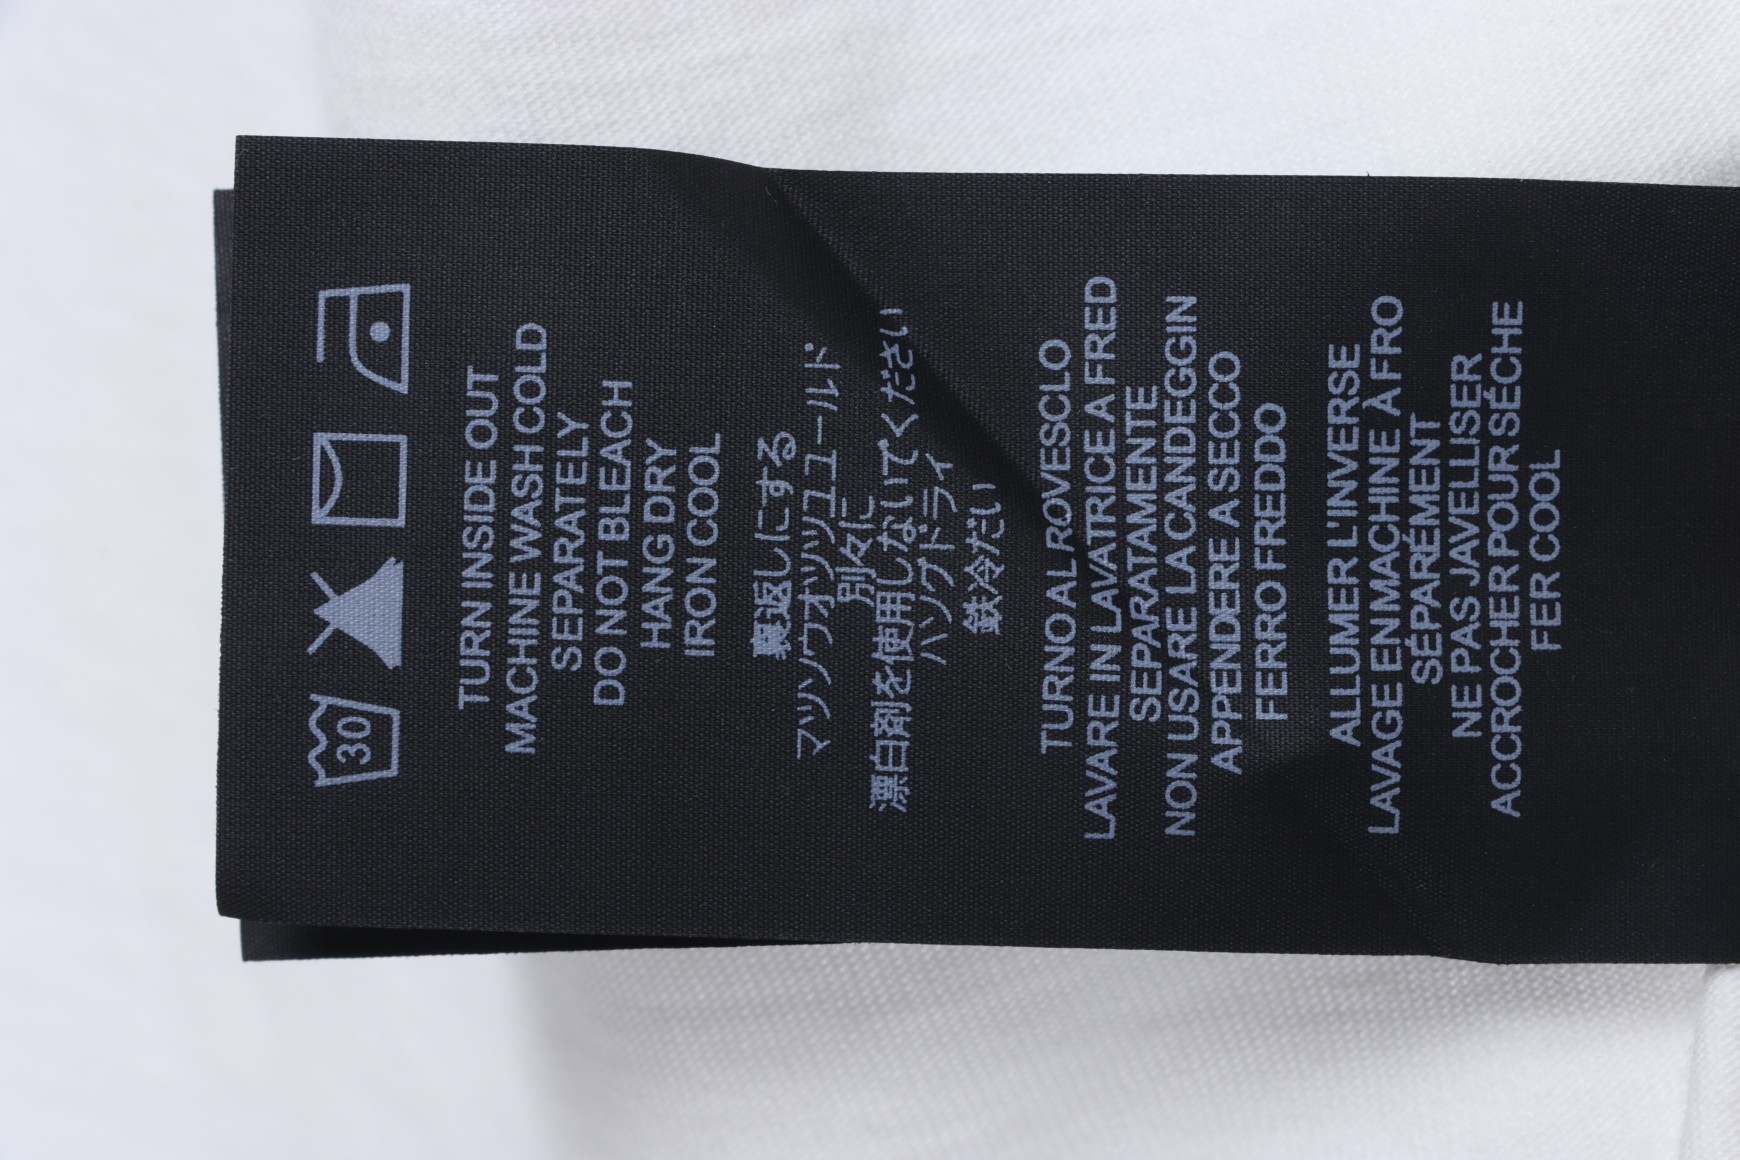 30
TURN INSIDE OUT
MACHINE WASH COLD
SEPARATELY
DO NOT BLEACH
HANG DRY
IRON COOL
裏返しにする
マツソウオツツユユールド
別々に
漂白剤を使用しないでください
ハソグドライ
鉄冷だい
TURNO AL ROVESCLO
LAVARE IN LAVATRICE A FRED
SEPARATAMENTE
NON USARE LA CANDEGGIN
APPENDERE A SECCO
FERRO FREDDO
ALLUMER L'INVERSE
LAVAGE EN MACHINE À FRO
SÉPARÉMENT
NE PAS JAVELLISER
ACCROCHER POUR SÉCHE
FER COOL